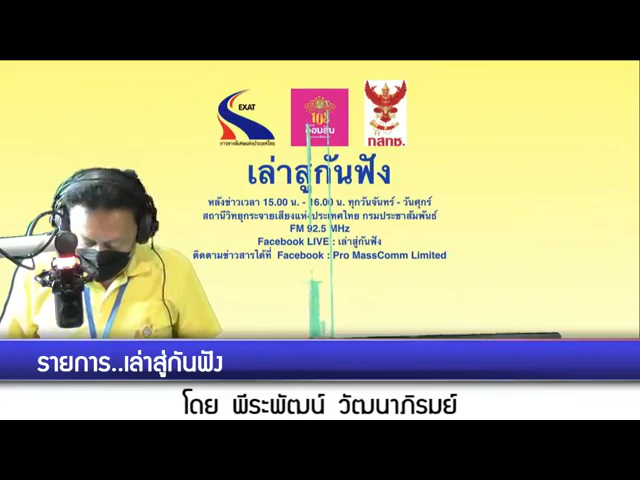 EXAT
การทางพิเศษแห่งประเทศไทย
ออมสิน
กสทช.
เล่าสู่กันฟัง
หลังข่าวเวลา 15.00 น. - 16.00 น. ทุกวันจันทร์ - วันศุกร์
สถานีวิทยุกระจายเสียงแห่งประเทศไทย กรมประชาสัมพันธ์
FM 92.5 MHz
Facebook LIVE : เล่าสู่กันฟัง
ติดตามข่าวสารได้ที่ Facebook : Pro MassComm Limited
รายการ..เล่าสู่กันฟัง
โดย พีระพัฒน์ วัฒนาภิรมย์